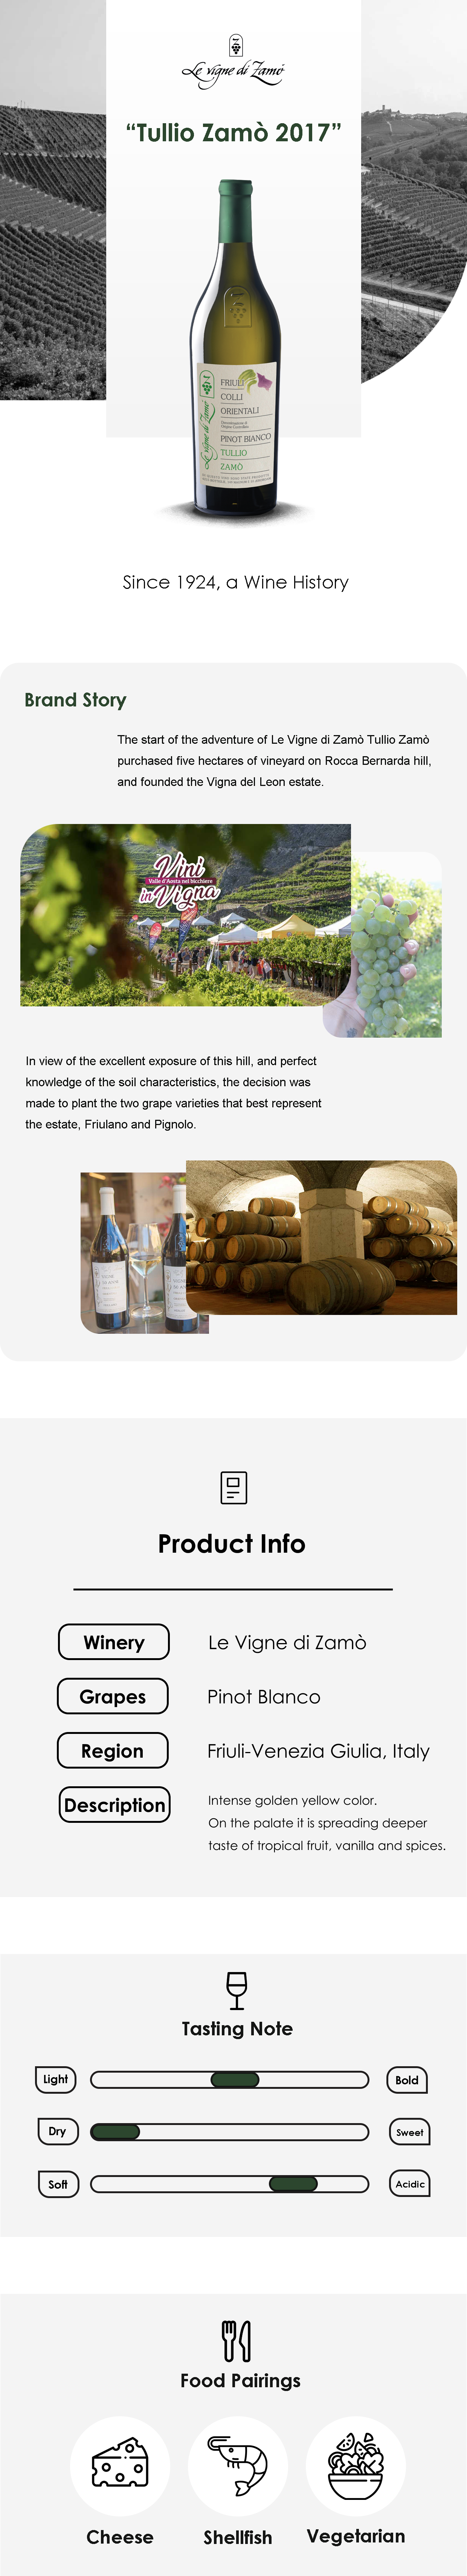 Le vigne di Zamò
“Tullio Zamò 2017”
Le vigne di Zamò
FRIULI
COLLI
ORIENTALI
PINOT BIANCO
TULLIO
ZAMÒ
Since 1924, a Wine History
Brand Story
The start of the adventure of Le Vigne di Zamò Tullio Zamò
purchased five hectares of vineyard on Rocca Bernarda hill,
and founded the Vigna del Leon estate.
Vini
Valle d'Aosta nel bicchiere
in Vigna
In view of the excellent exposure of this hill, and perfect
knowledge of the soil characteristics, the decision was
made to plant the two grape varieties that best represent
the estate, Friulano and Pignolo.
Product Info
Winery Le Vigne di Zamò
Grapes Pinot Blanco
Region Friuli-Venezia Giulia, Italy
Description Intense golden yellow color.
On the palate it is spreading deeper
taste of tropical fruit, vanilla and spices.
Tasting Note
Light Bold
Dry Sweet
Soft Acidic
Food Pairings
Cheese Shellfish Vegetarian